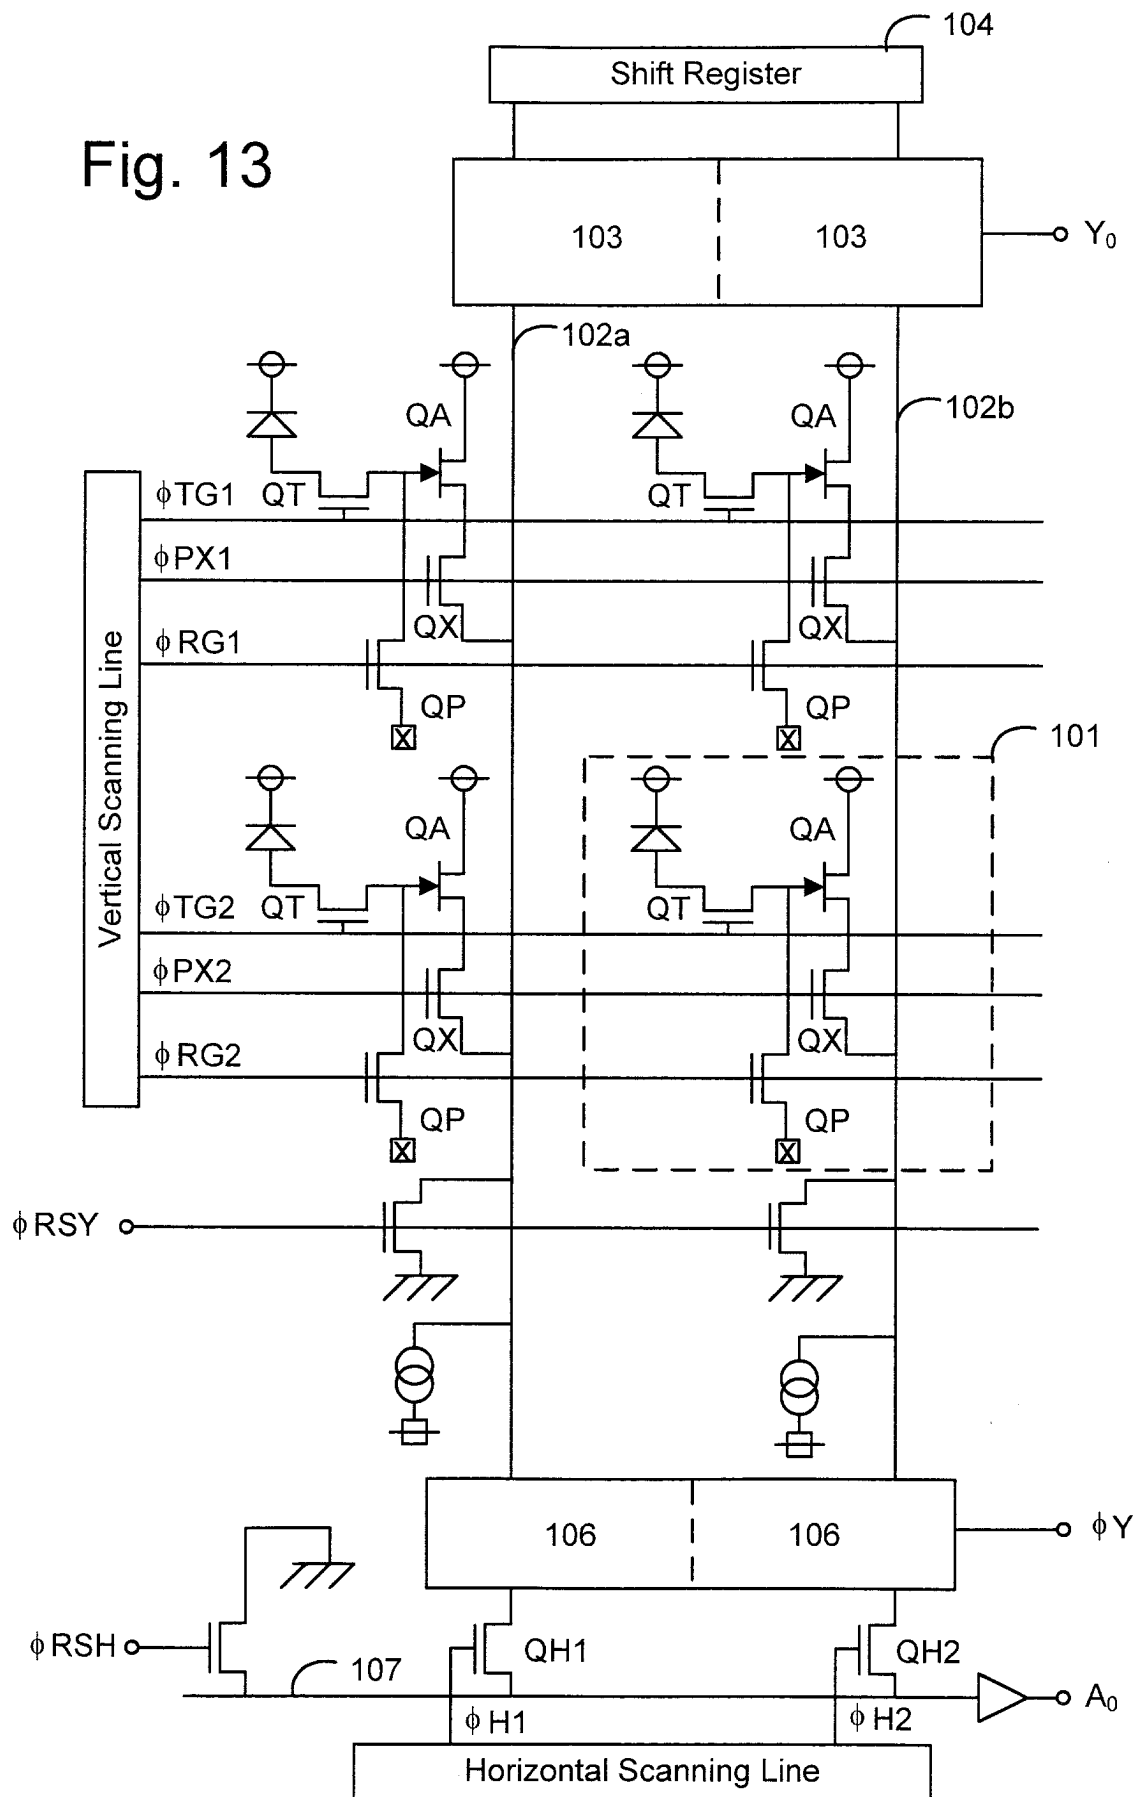 104
Shift Register
Fig. 13
103
103
Y₀
102a
102b
QA
QA
QT
QT
ϕTG1
ϕPX1
QX
QX
ϕRG1
QP
QP
X
X
101
Vertical Scanning Line
QA
QA
QT
QT
ϕTG2
ϕPX2
QX
QX
ϕRG2
QP
QP
X
X
ϕRSY
106
106
ϕY
ϕRSH
QH1
QH2
107
A₀
ϕH1
ϕH2
Horizontal Scanning Line